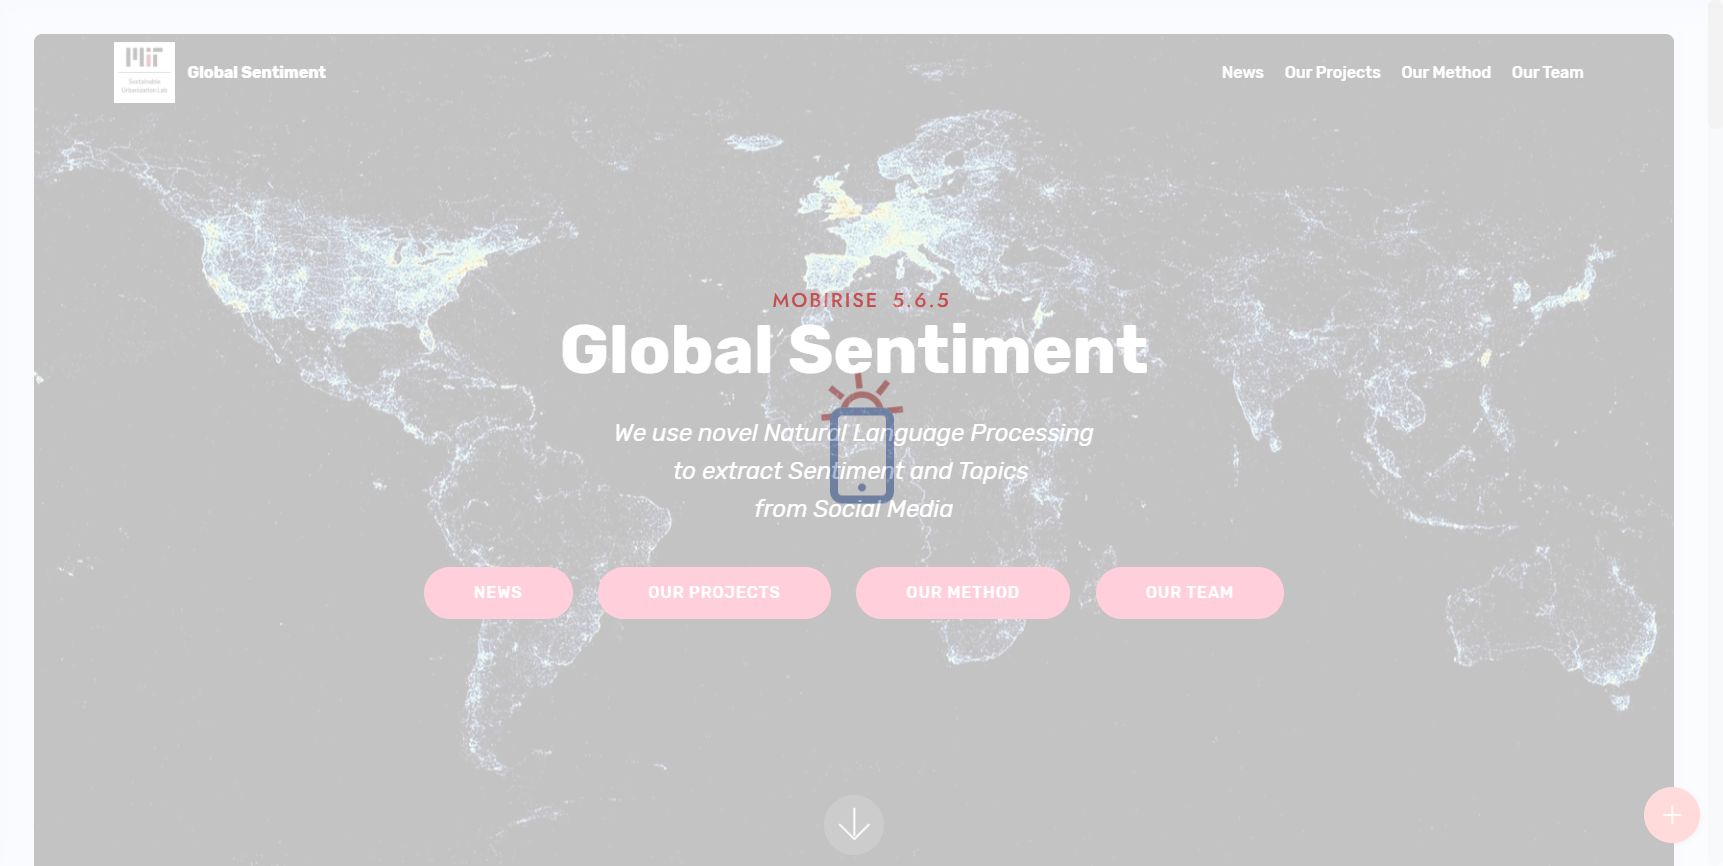 MIT
Sustainable
Urbanization Lab
Global Sentiment
News Our Projects Our Method Our Team
MOBIRISE 5.6.5
Global Sentiment
We use novel Natural Language Processing
to extract Sentiment and Topics
from Social Media
NEWS OUR PROJECTS OUR METHOD OUR TEAM